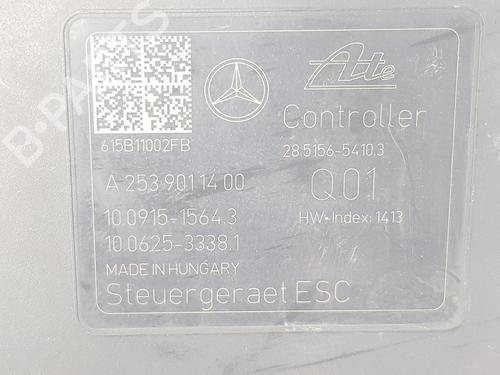 Ate
615B11002FB
Controller
28.5156-5410.3
A 253 901 14 00
Q01
10.0915-1564.3
H.W-Index: 1413
10.0625-3338.1
MADE IN HUNGARY
Steuergeraet ESC
B-PARTS